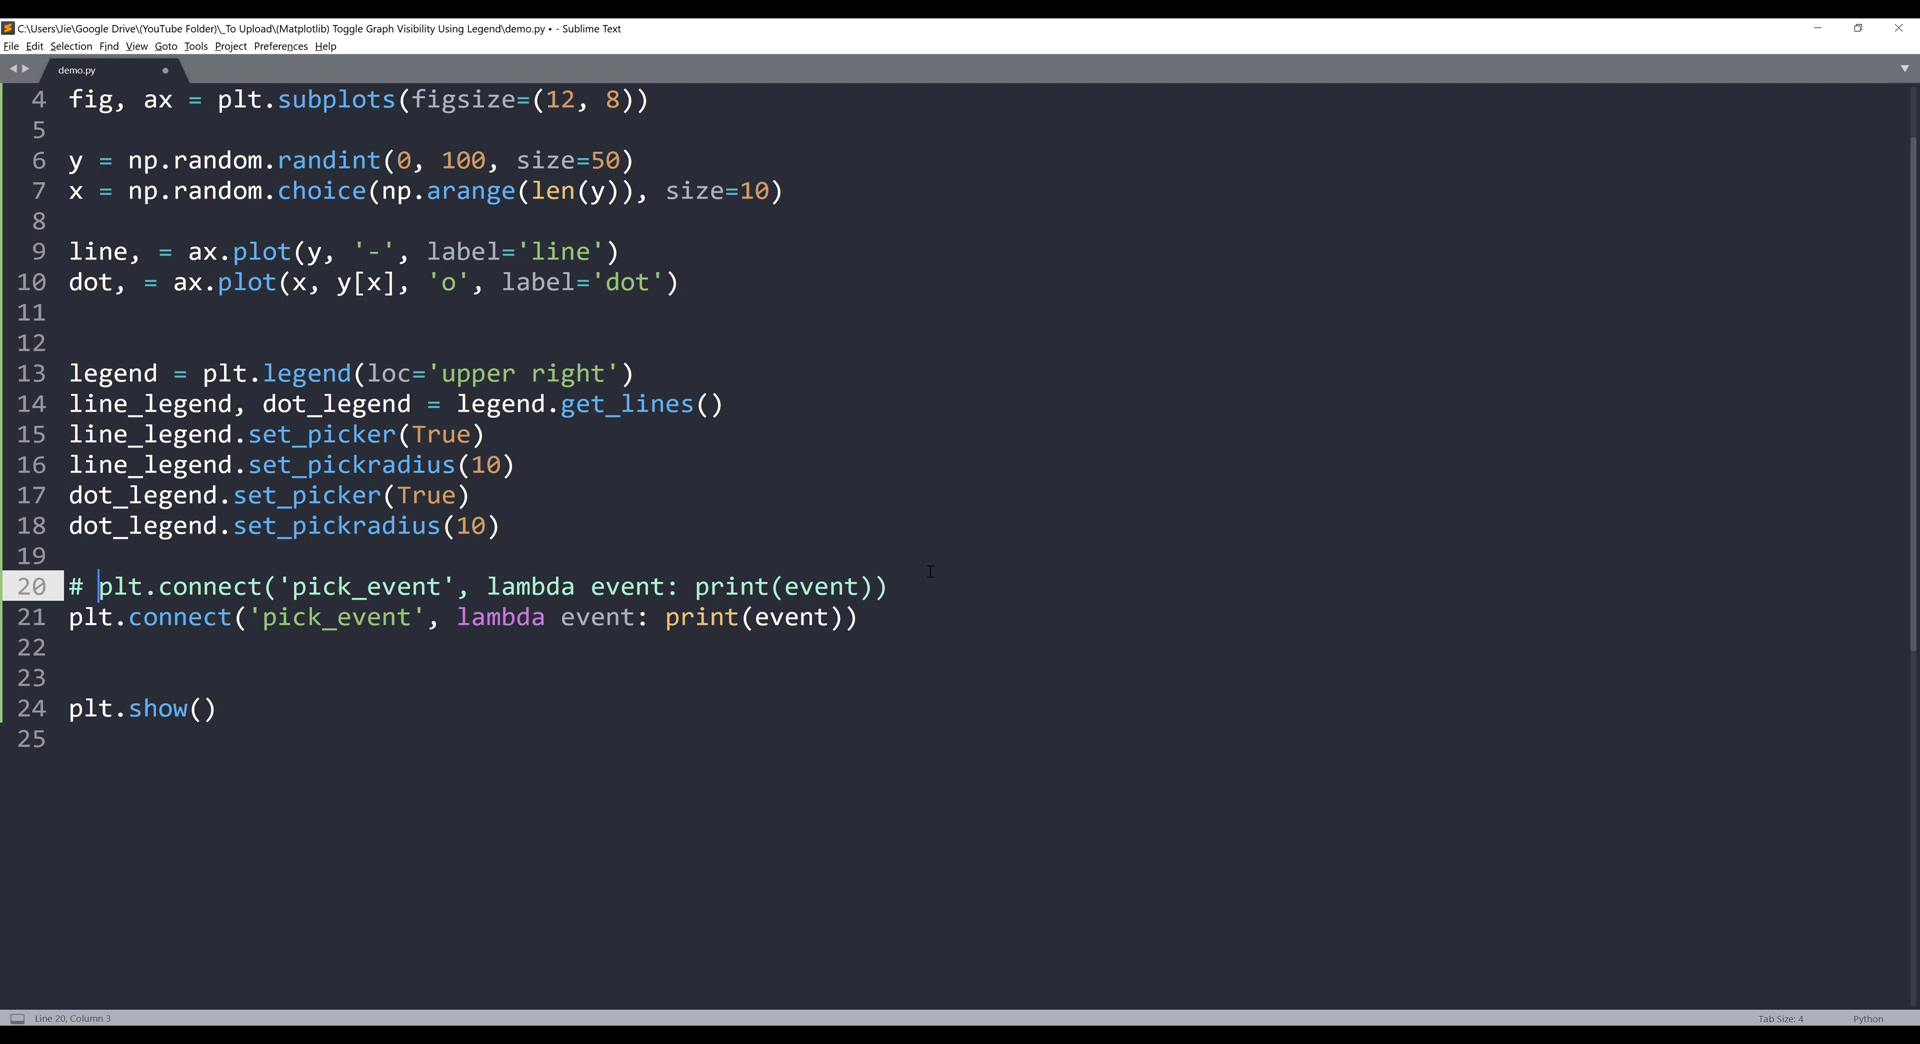 C:\Users\Jie\Google Drive\(YouTube Folder)\_To Upload\(Matplotlib) Toggle Graph Visibility Using Legend\demo.py • - Sublime Text
File Edit Selection Find View Goto Tools Project Preferences Help
demo.py
4 fig, ax = plt.subplots(figsize=(12, 8))
5
6 y = np.random.randint(0, 100, size=50)
7 x = np.random.choice(np.arange(len(y)), size=10)
8
9 line, = ax.plot(y, '-', label='line')
10 dot, = ax.plot(x, y[x], 'o', label='dot')
11
12
13 legend = plt.legend(loc='upper right')
14 line_legend, dot_legend = legend.get_lines()
15 line_legend.set_picker(True)
16 line_legend.set_pickradius(10)
17 dot_legend.set_picker(True)
18 dot_legend.set_pickradius(10)
19
20 # plt.connect('pick_event', lambda event: print(event))
21 plt.connect('pick_event', lambda event: print(event))
22
23
24 plt.show()
25
Line 20, Column 3 Tab Size: 4 Python